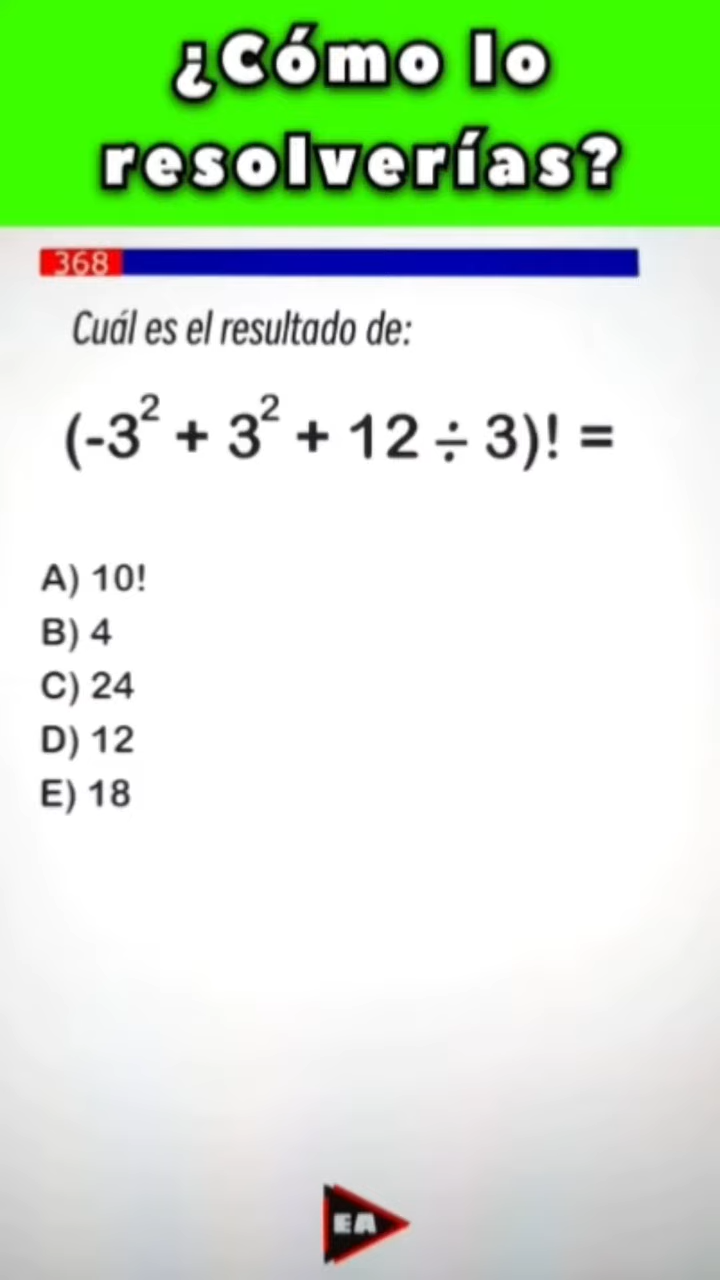 ¿Cómo lo
resolverías?
368
Cuál es el resultado de:
(-3² + 3² + 12 ÷ 3)! =
A) 10!
B) 4
C) 24
D) 12
E) 18
EA